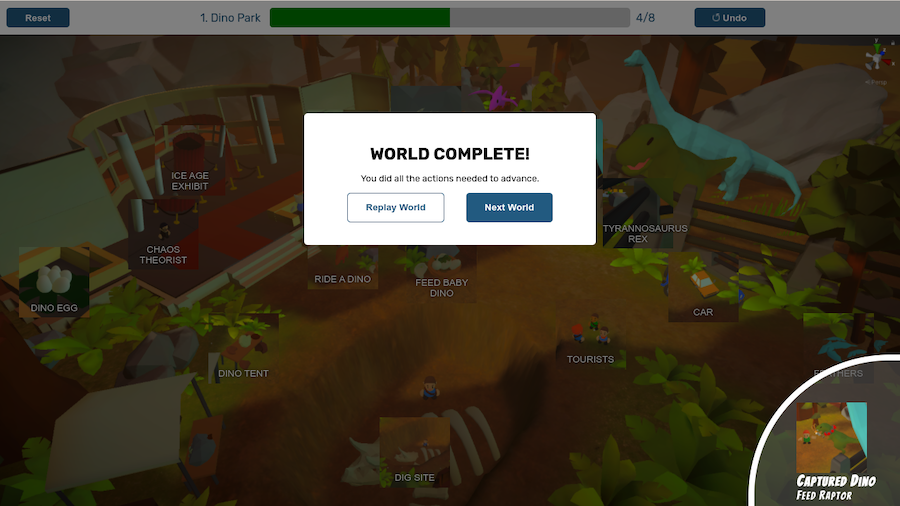 Reset
1. Dino Park
4/8
Undo
WORLD COMPLETE!
You did all the actions needed to advance.
Replay World
Next World
ICE AGE
EXHIBIT
CHAOS
THEORIST
TYRANNOSAURUS
REX
RIDE A DINO
FEED BABY
DINO
DINO EGG
CAR
TOURISTS
DINO TENT
DIG SITE
CAPTURED DINO
FEED RAPTOR